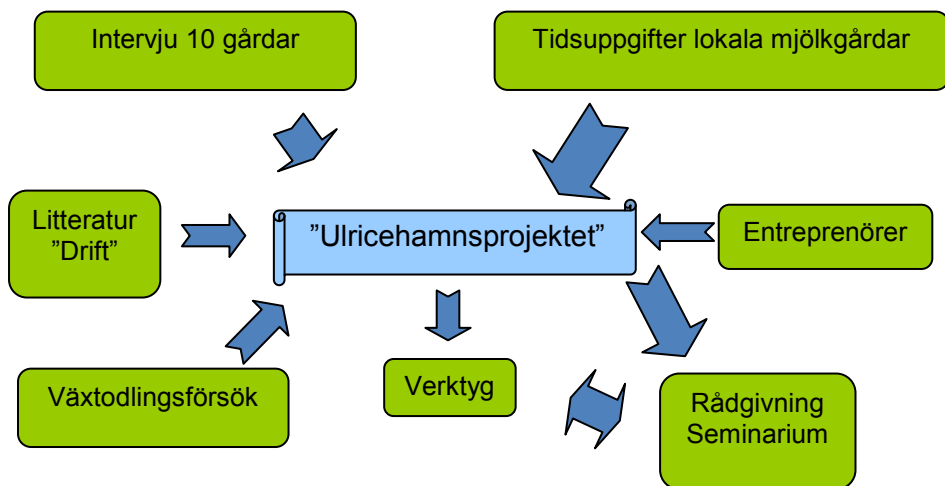 Intervju 10 gårdar
Tidsuppgifter lokala mjölkgårdar
Litteratur
”Drift”
”Ulricehamnsprojektet”
Entreprenörer
Växtodlingsförsök
Verktyg
Rådgivning
Seminarium